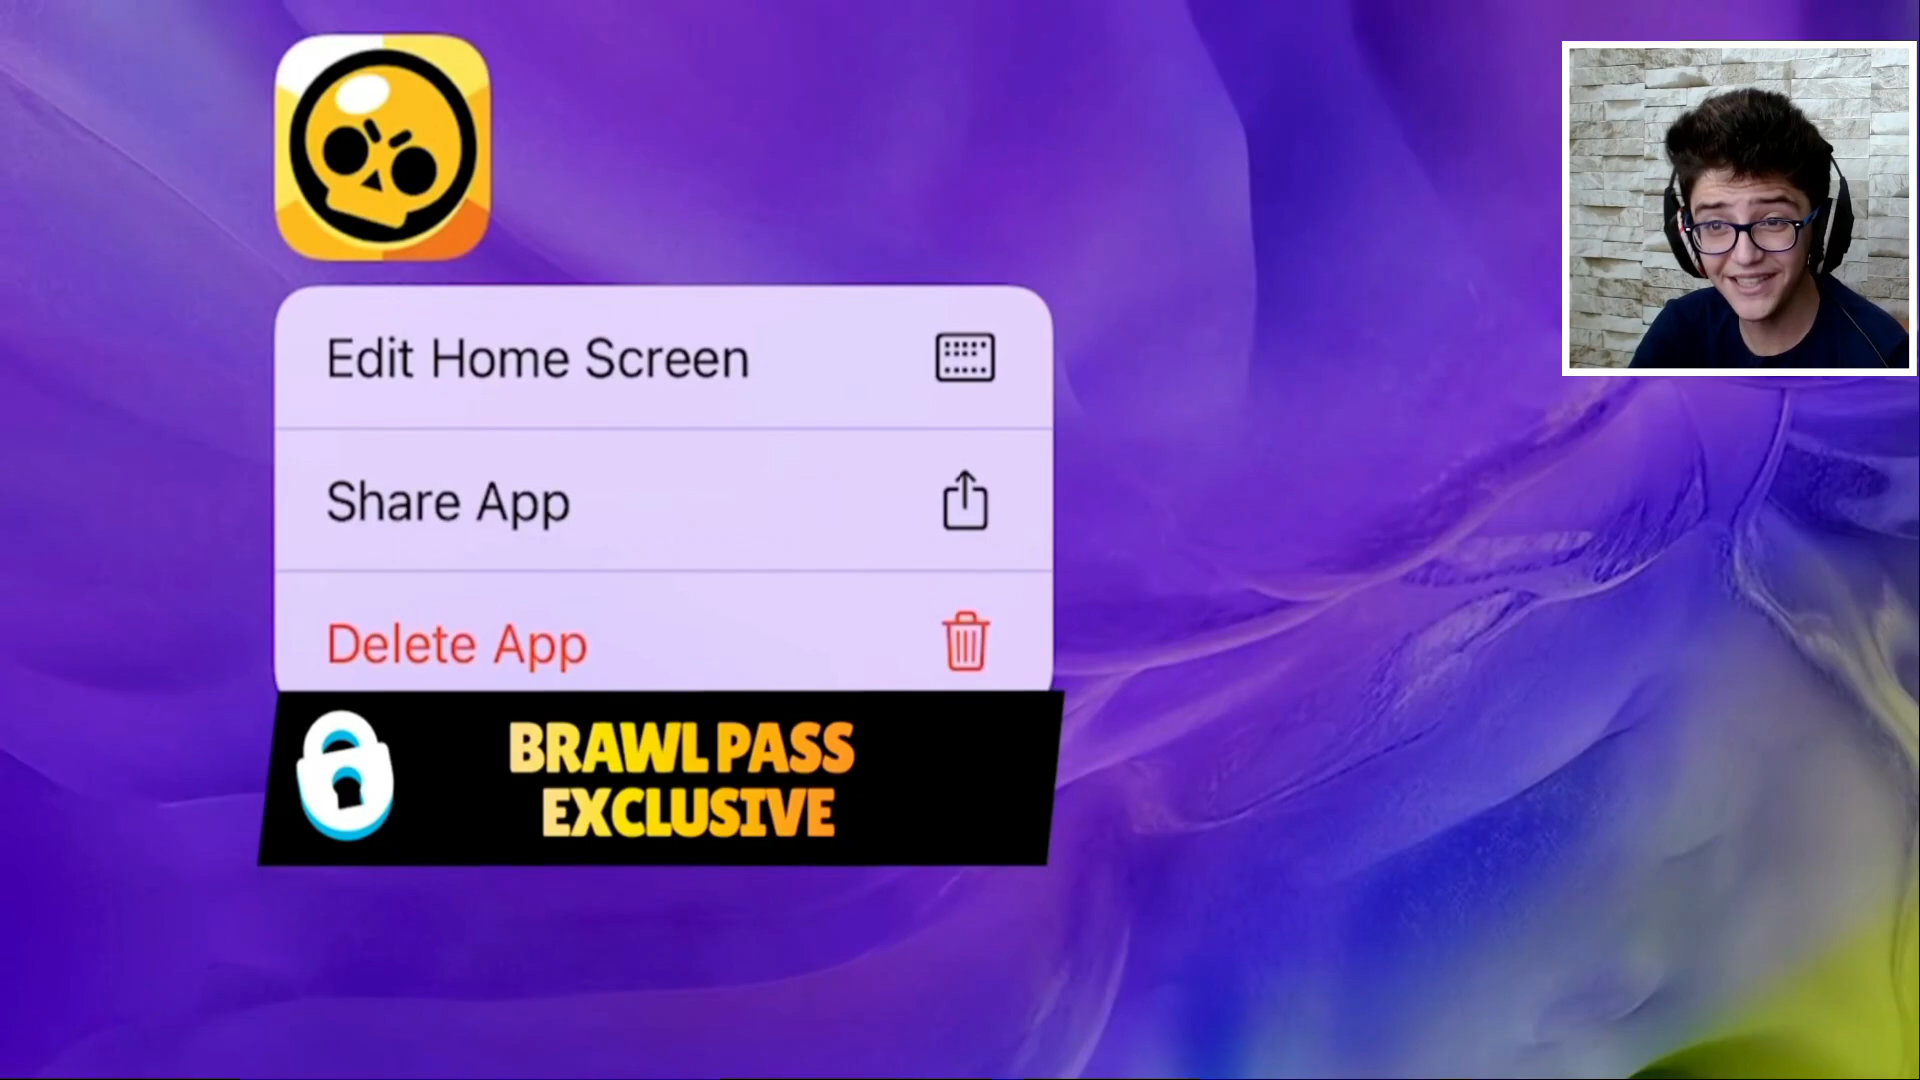 Edit Home Screen
Share App
Delete App
BRAWL PASS
EXCLUSIVE